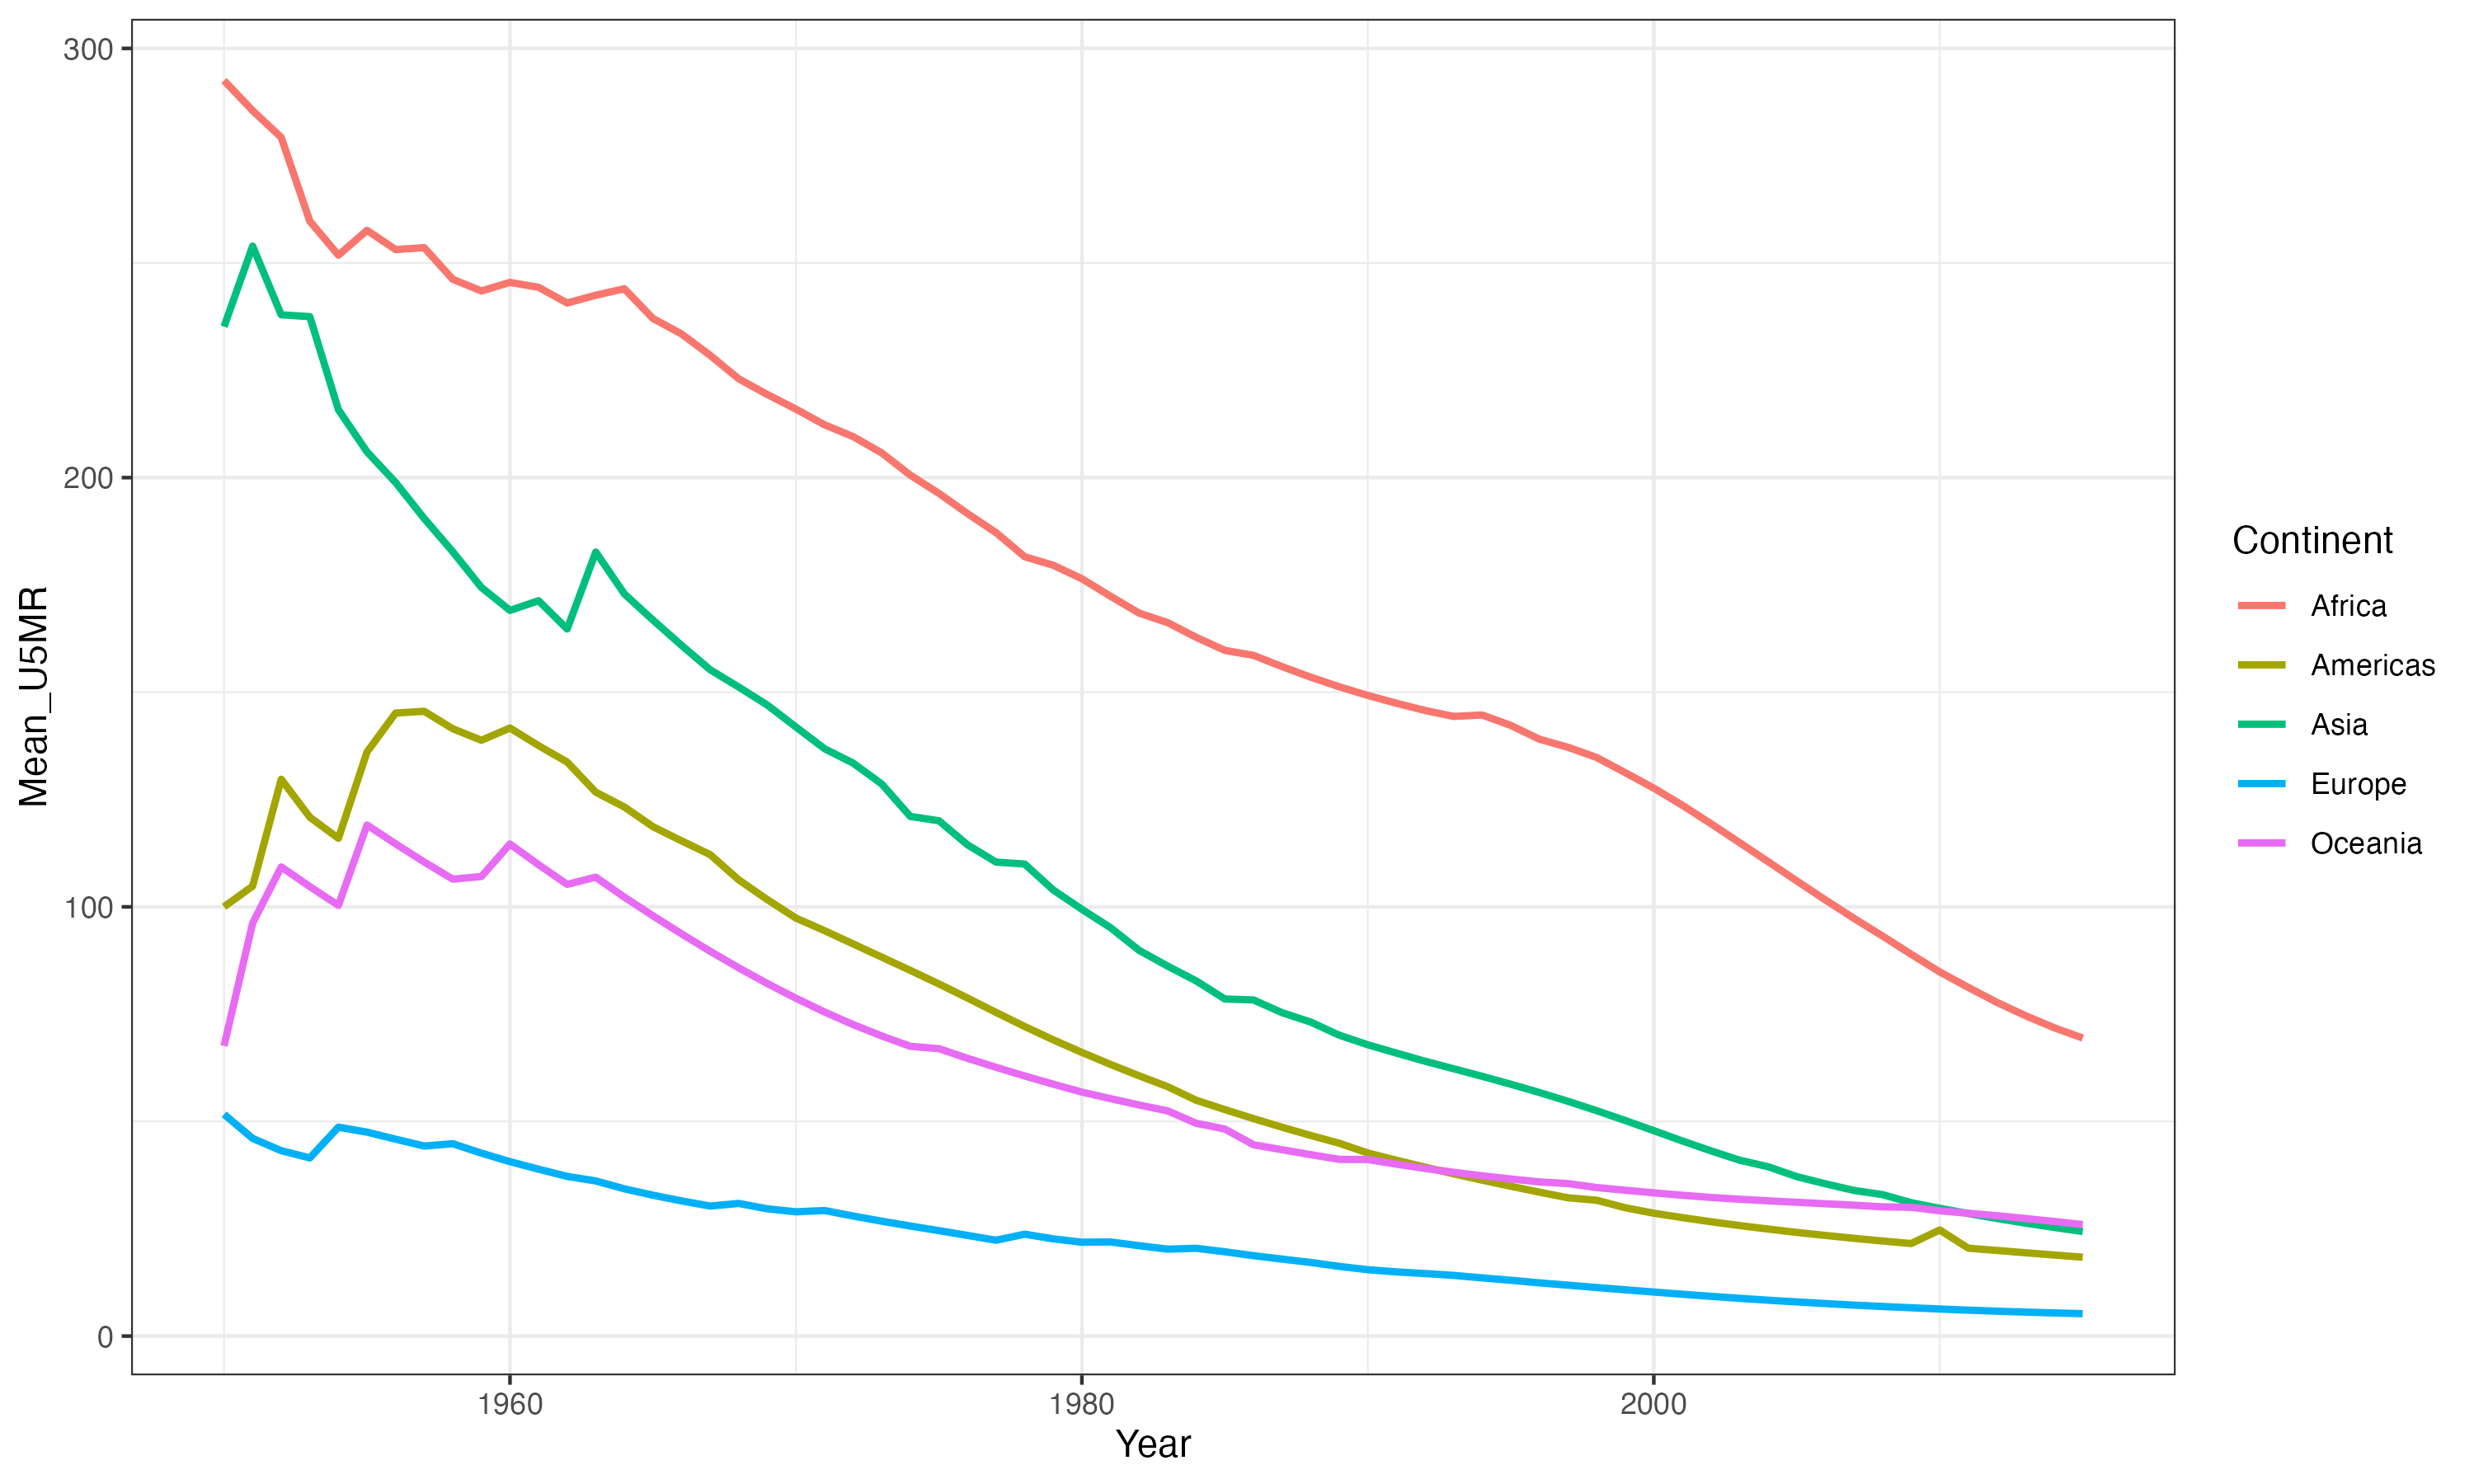 300
200
100
0
Mean_U5MR
1960
1980
2000
Year
Continent
Africa
Americas
Asia
Europe
Oceania